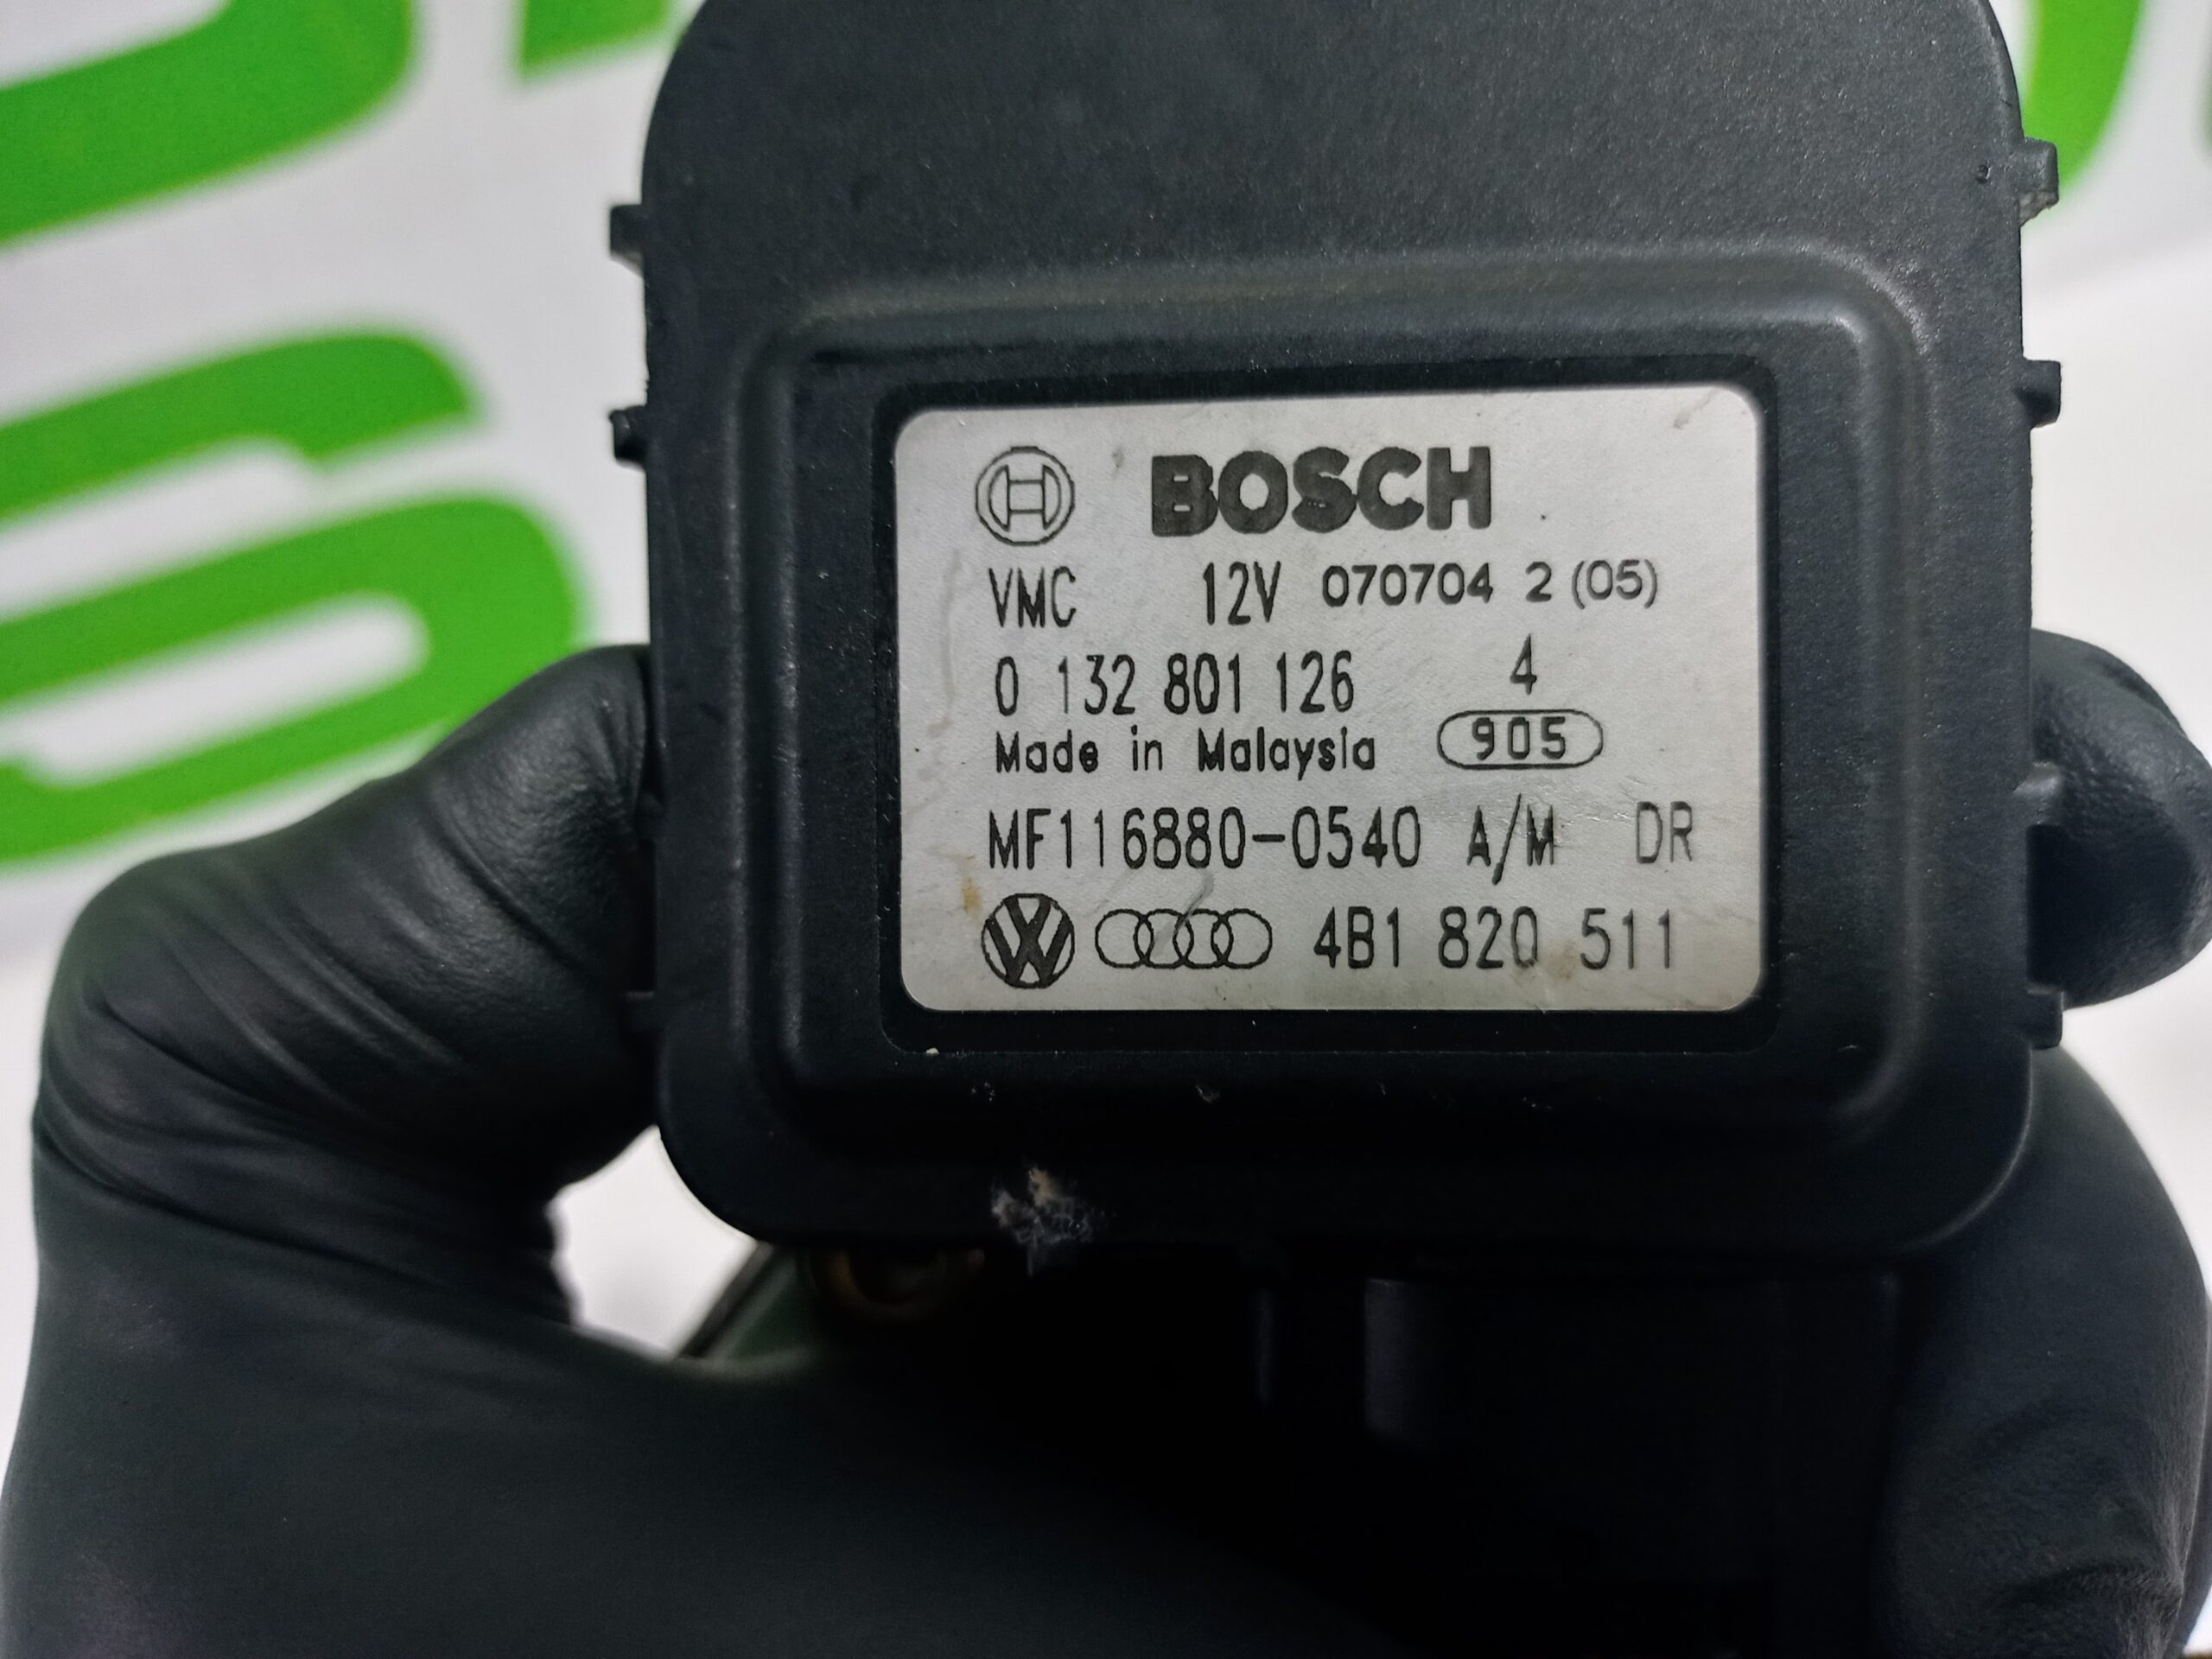 BOSCH
VMC 12V 070704 2 (05)
0 132 801 126 4
Made in Malaysia 905
MF116880-0540 A/M DR
4B1 820 511